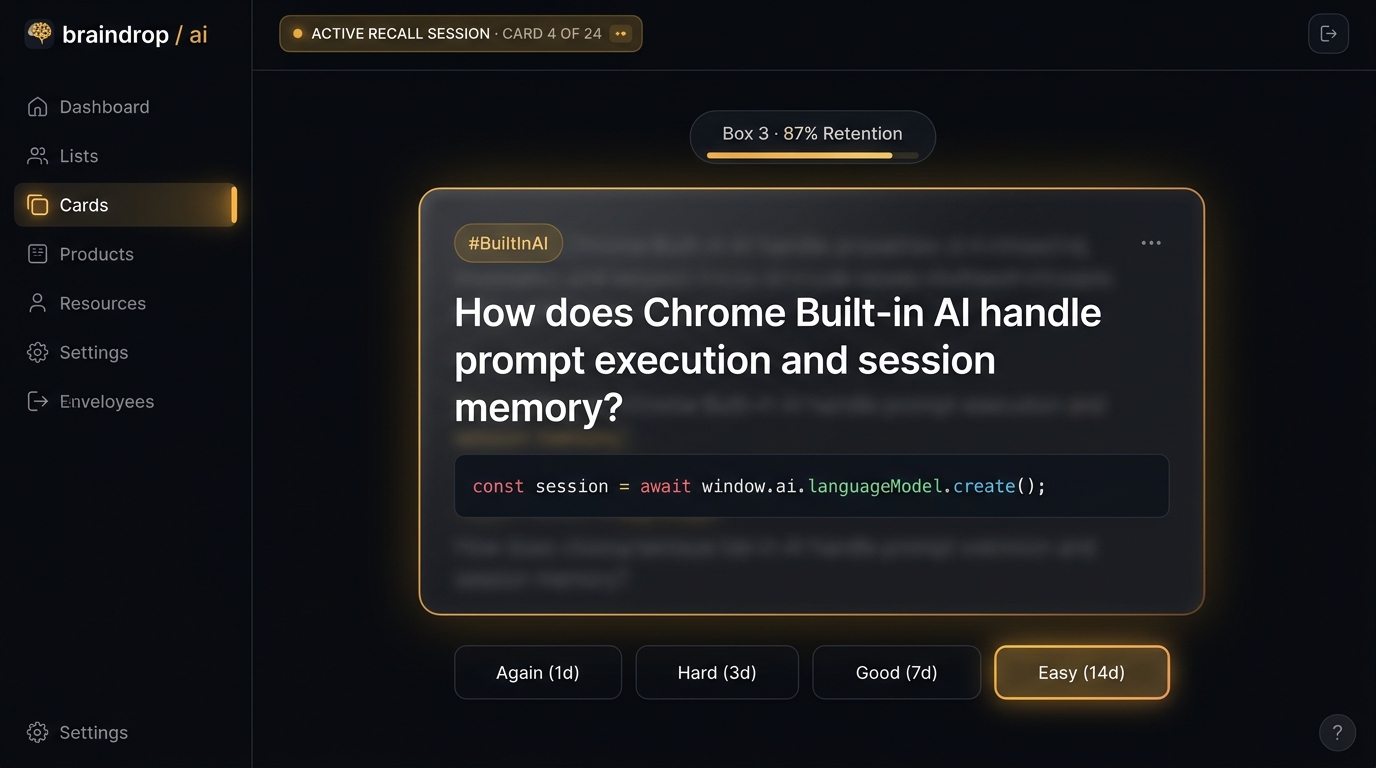 braindrop / ai
ACTIVE RECALL SESSION · CARD 4 OF 24
Dashboard
Lists
Cards
Products
Resources
Settings
Enveloyees
Settings
Box 3 · 87% Retention
#BuiltInAI
How does Chrome Built-in AI handle
prompt execution and session
memory?
const session = await window.ai.languageModel.create();
Again (1d)
Hard (3d)
Good (7d)
Easy (14d)
?